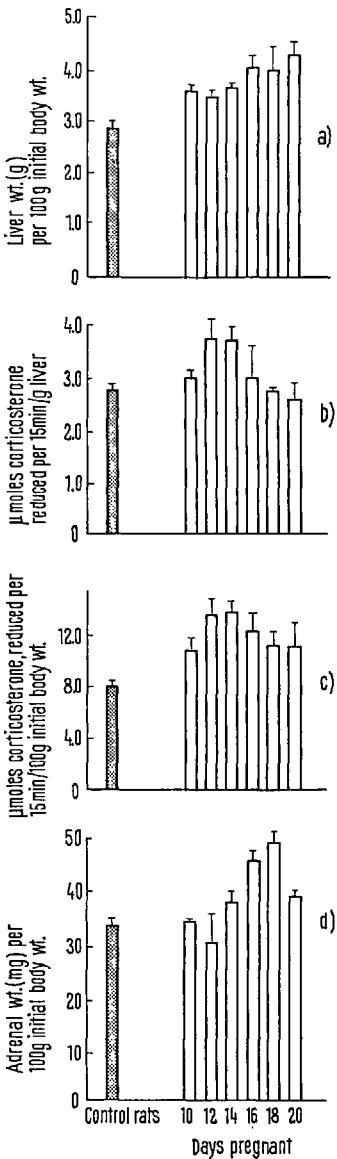 5.0
4.0
3.0
2.0
1.0
0
Liver wt.(g)
per 100g initial body wt.
a)
4.0
3.0
2.0
1.0
0
µmoles corticosterone
reduced per 15min/g liver
b)
12.0
8.0
4.0
0
µmoles corticosterone,reduced per
15min/100g initial body wt.
c)
50
40
30
20
10
0
Adrenal wt.(mg) per
100g initial body wt.
d)
Control rats 10 12 14 16 18 20
Days pregnant